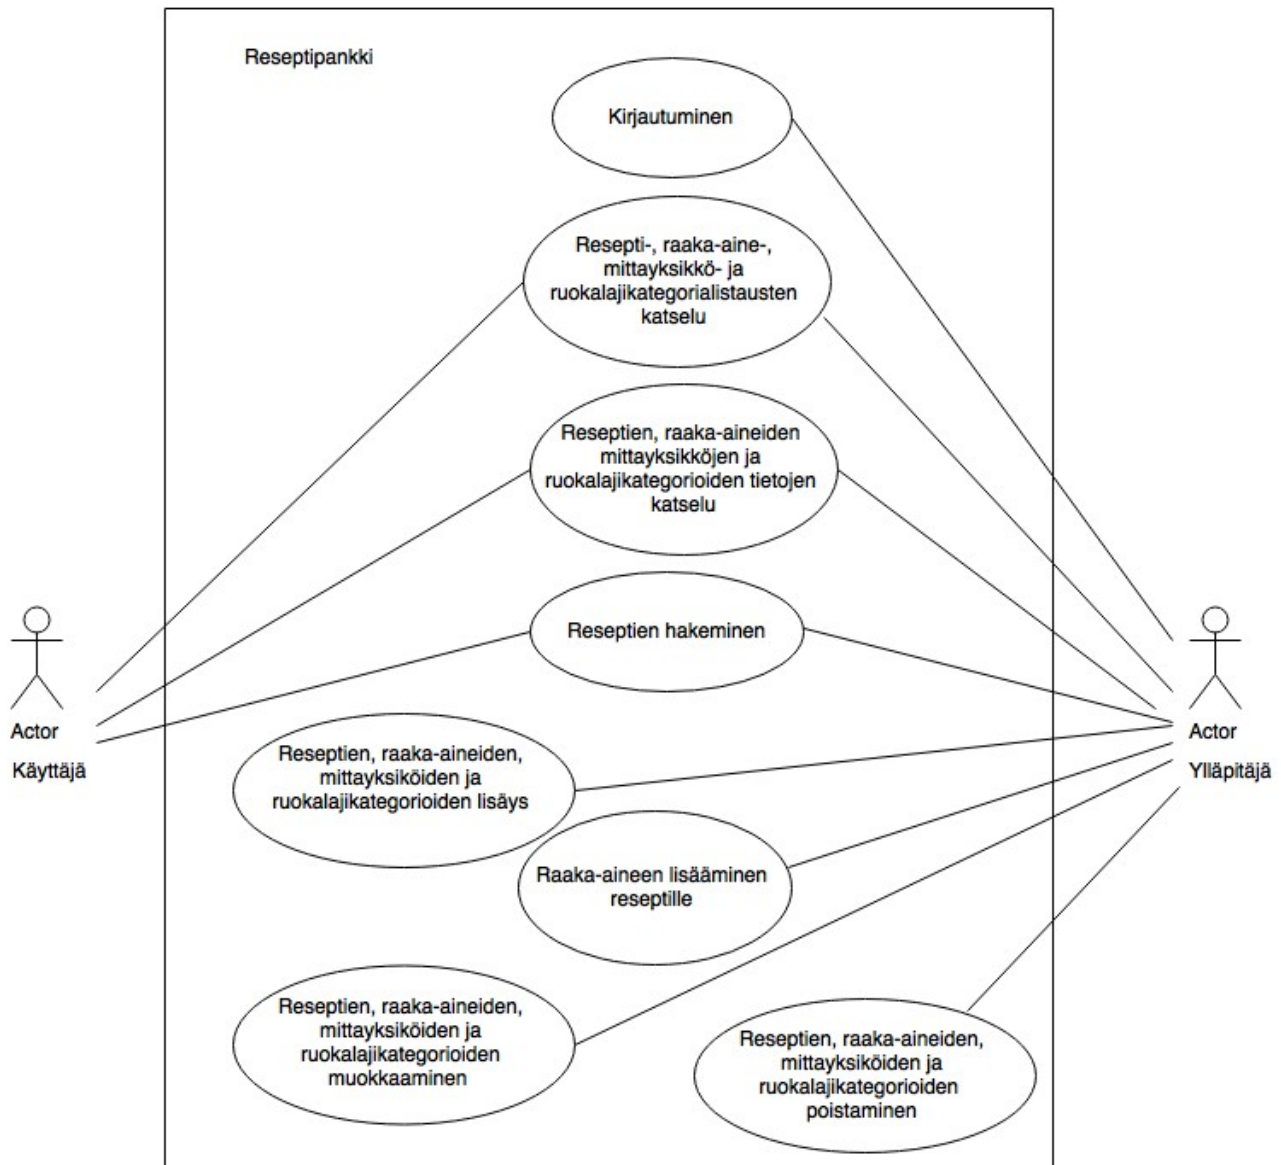 Reseptipankki
Kirjautuminen
Resepti-, raaka-aine-,
mittayksikkö- ja
ruokalajikategorialistausten
katselu
Reseptien, raaka-aineiden
mittayksikköjen ja
ruokalajikategorioiden tietojen
katselu
Reseptien hakeminen
Actor
Käyttäjä
Actor
Ylläpitäjä
Reseptien, raaka-aineiden,
mittayksiköiden ja
ruokalajikategorioiden lisäys
Raaka-aineen lisääminen
reseptille
Reseptien, raaka-aineiden,
mittayksiköiden ja
ruokalajikategorioiden
muokkaaminen
Reseptien, raaka-aineiden,
mittayksiköiden ja
ruokalajikategorioiden
poistaminen